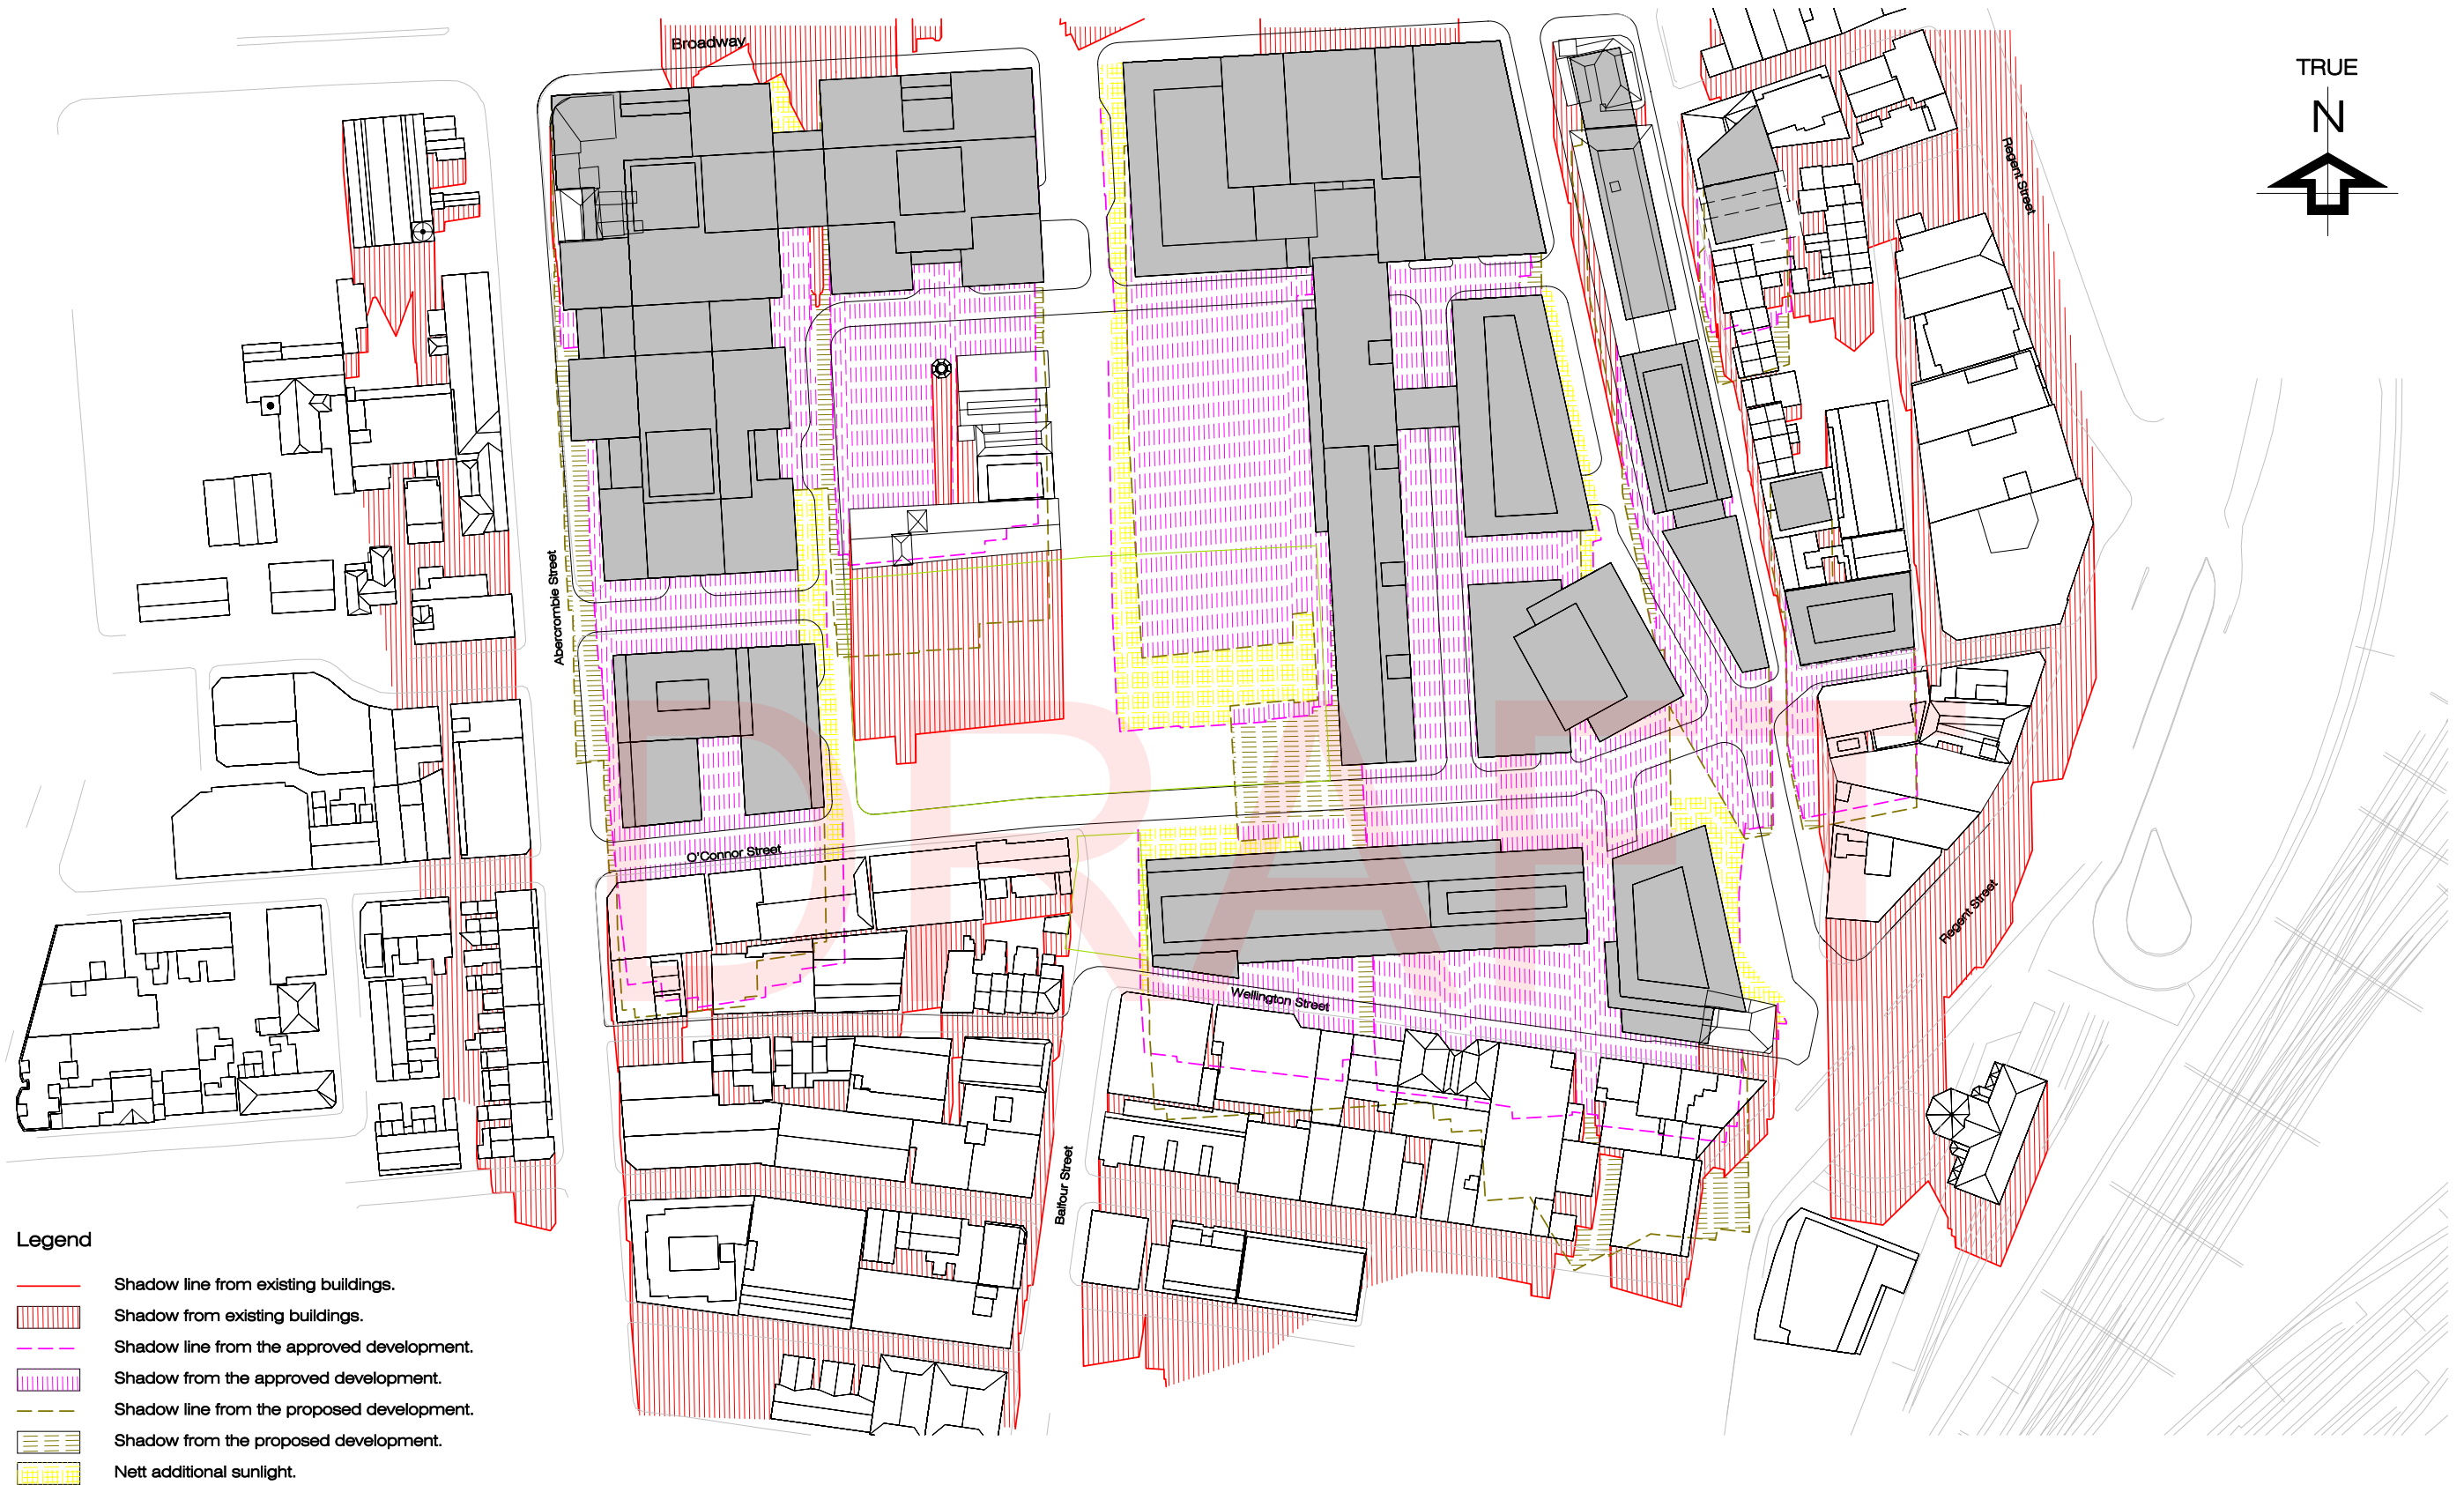 Broadway
TRUE
N
Regent Street
Abercrombie Street
DRAFT
O'Connor Street
Regent Street
Wellington Street
Balfour Street
Legend
Shadow line from existing buildings.
Shadow from existing buildings.
Shadow line from the approved development.
Shadow from the approved development.
Shadow line from the proposed development.
Shadow from the proposed development.
Nett additional sunlight.